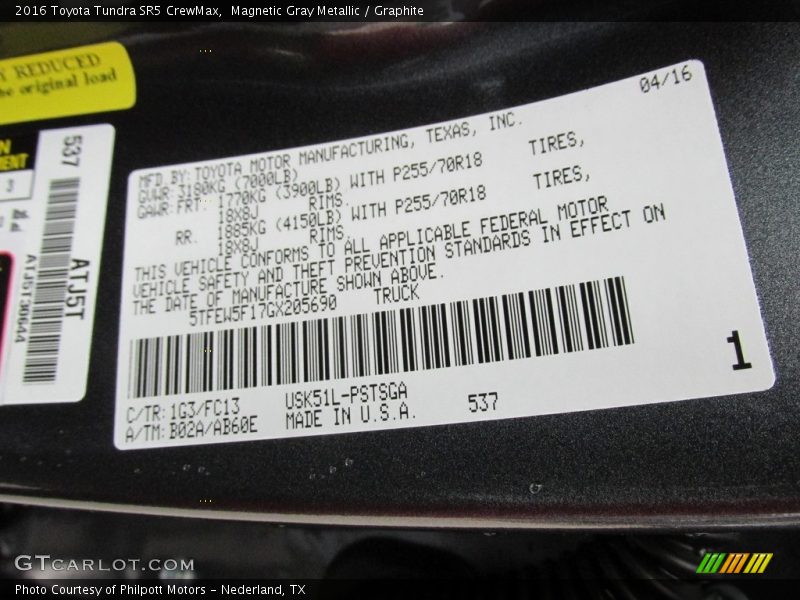 2016 Toyota Tundra SR5 CrewMax,  Magnetic Gray Metallic / Graphite
REDUCED
original load
3
537
ATJ5T
ATJ5T30644
04/16
MFD BY: TOYOTA MOTOR MANUFACTURING, TEXAS, INC.
GVWR: 3180KG (7000LB)
GAWR: FRT: 1770KG (3900LB) WITH P255/70R18 TIRES,
18X8J RIMS.
RR. 1885KG (4150LB) WITH P255/70R18 TIRES,
18X8J RIMS.
THIS VEHICLE CONFORMS TO ALL APPLICABLE FEDERAL MOTOR
VEHICLE SAFETY AND THEFT PREVENTION STANDARDS IN EFFECT ON
THE DATE OF MANUFACTURE SHOWN ABOVE.
5TFEW5F17GX205690 TRUCK
C/TR: 1G3/FC13 USK51L-PSTSGA
A/TM: B02A/AB60E MADE IN U.S.A. 537
1
GTCARLOT.COM
Photo Courtesy of Philpott Motors - Nederland, TX